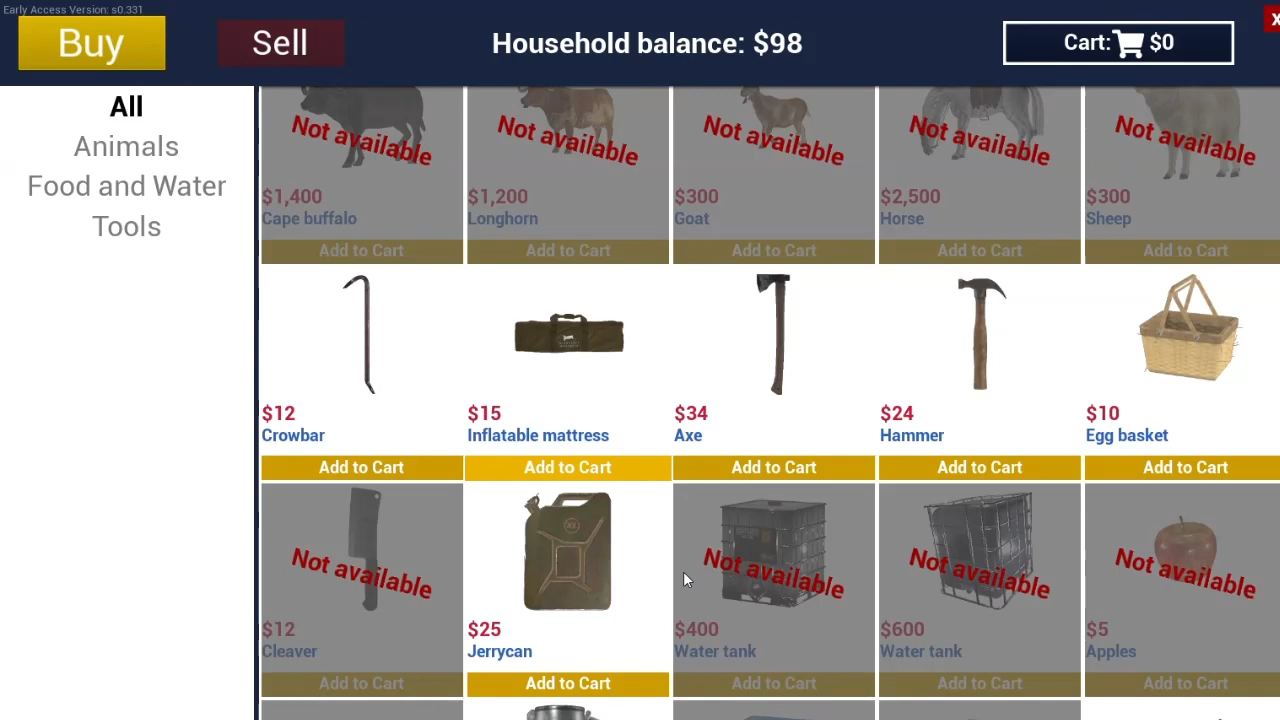 Early Access Version: s0.331
Buy
Sell
Household balance: $98
Cart: $0
X
All
Animals
Food and Water
Tools
Not available
Not available
Not available
Not available
Not available
$1,400
$1,200
$300
$2,500
$300
Cape buffalo
Longhorn
Goat
Horse
Sheep
Add to Cart
Add to Cart
Add to Cart
Add to Cart
Add to Cart
$12
$15
$34
$24
$10
Crowbar
Inflatable mattress
Axe
Hammer
Egg basket
Add to Cart
Add to Cart
Add to Cart
Add to Cart
Add to Cart
Not available
Not available
Not available
Not available
$12
$25
$400
$600
$5
Cleaver
Jerrycan
Water tank
Water tank
Apples
Add to Cart
Add to Cart
Add to Cart
Add to Cart
Add to Cart